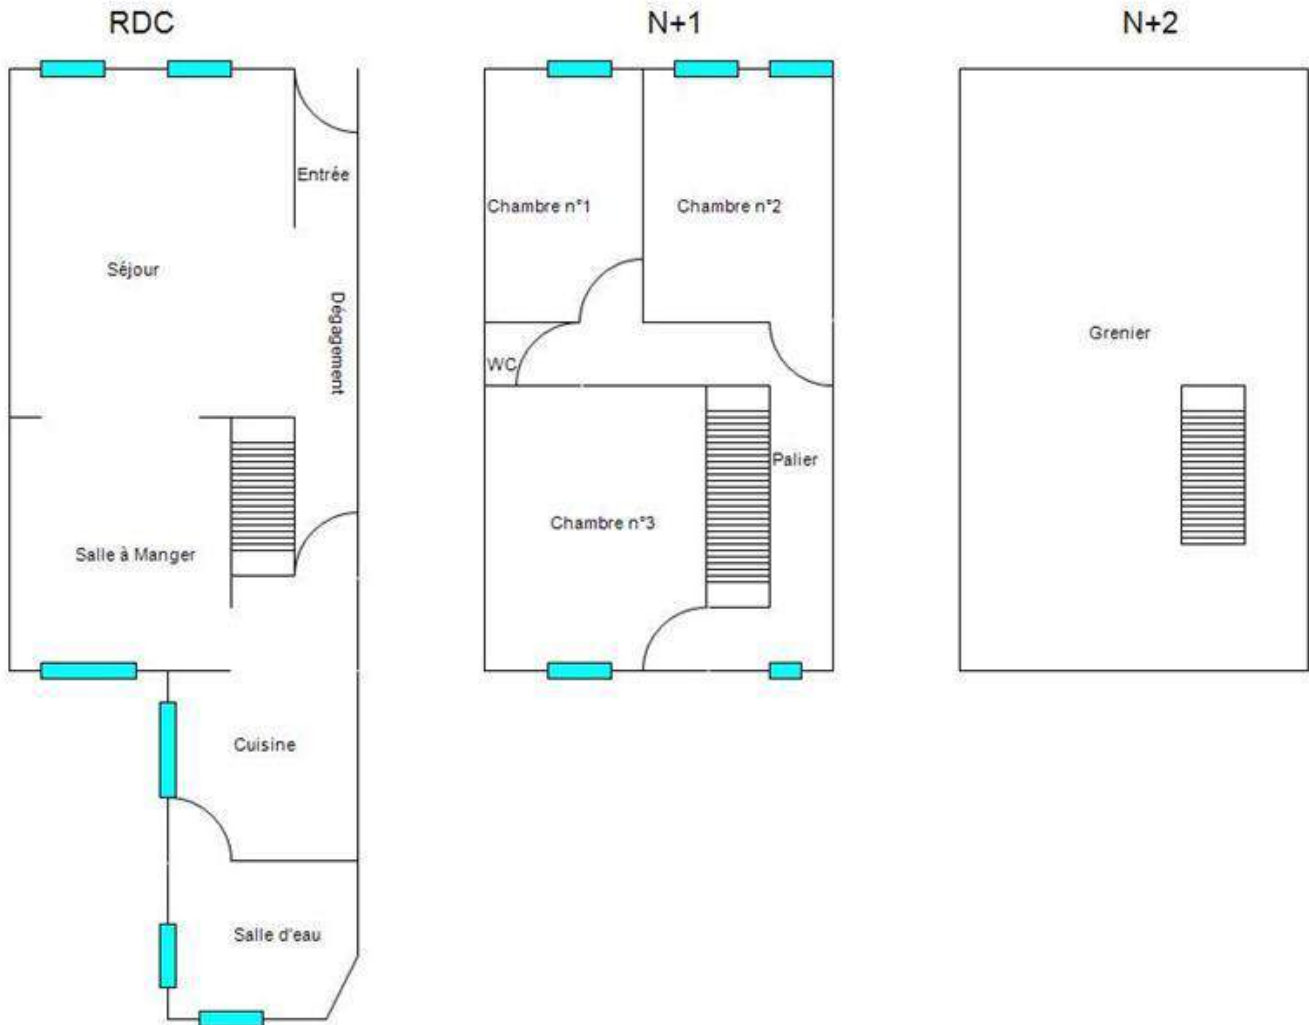 RDC
N+1
N+2
Entrée
Séjour
Dégagement
Salle à Manger
Cuisine
Salle d'eau
Chambre n°1
Chambre n°2
WC
Palier
Chambre n°3
Grenier